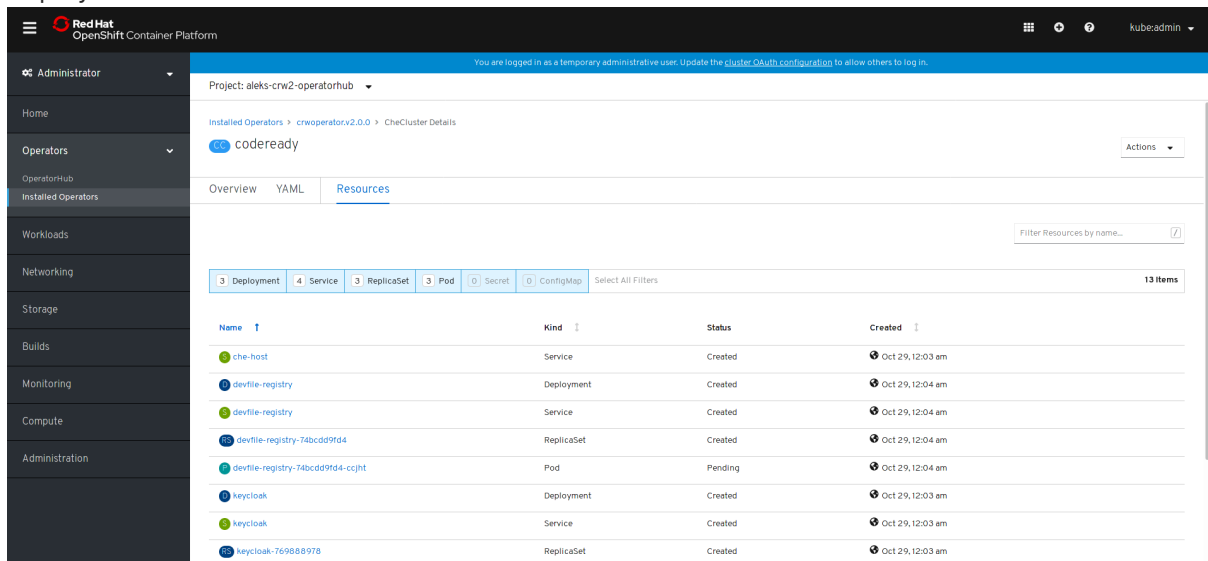 Red Hat
OpenShift Container Platform
kube:admin
Administrator
You are logged in as a temporary administrative user. Update the cluster OAuth configuration to allow others to log in.
Project: aleks-crw2-operatorhub
Home
Installed Operators > crwoperator.v2.0.0 > CheCluster Details
Operators
CC codeready
Actions
OperatorHub
Overview YAML Resources
Installed Operators
Workloads
Filter Resources by name... /
Networking
3 Deployment 4 Service 3 ReplicaSet 3 Pod 0 Secret 0 ConfigMap Select All Filters 13 Items
Storage
Name Kind Status Created
Builds
S che-host Service Created Oct 29, 12:03 am
Monitoring
D devfile-registry Deployment Created Oct 29, 12:04 am
S devfile-registry Service Created Oct 29, 12:04 am
Compute
RS devfile-registry-74bcdd9fd4 ReplicaSet Created Oct 29, 12:04 am
Administration
P devfile-registry-74bcdd9fd4-ccjht Pod Pending Oct 29, 12:04 am
D keycloak Deployment Created Oct 29, 12:03 am
S keycloak Service Created Oct 29, 12:03 am
RS keycloak-769888978 ReplicaSet Created Oct 29, 12:03 am